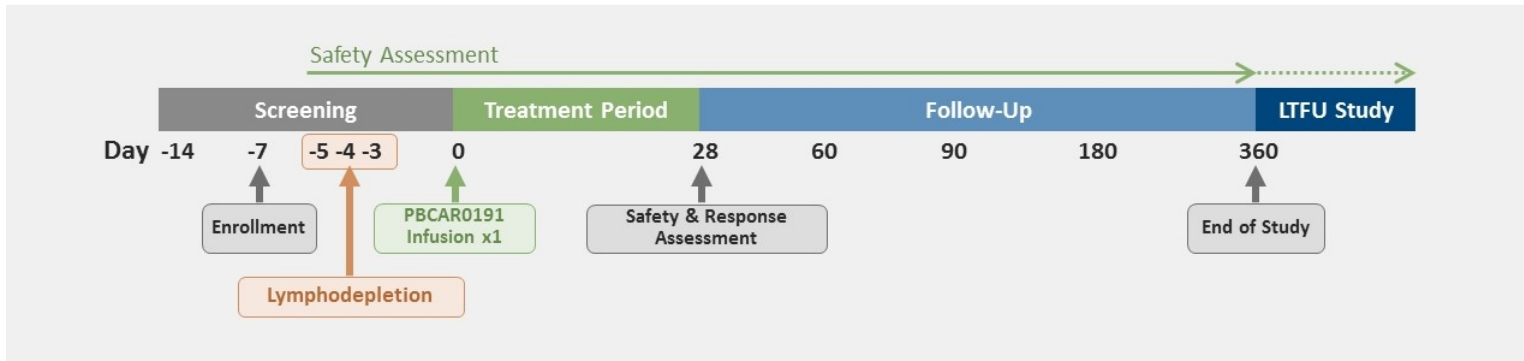 Safety Assessment
Screening Treatment Period Follow-Up LTFU Study
Day -14 -7 -5 -4 -3 0 28 60 90 180 360
Enrollment
PBCAR0191
Infusion x1
Safety & Response
Assessment
End of Study
Lymphodepletion